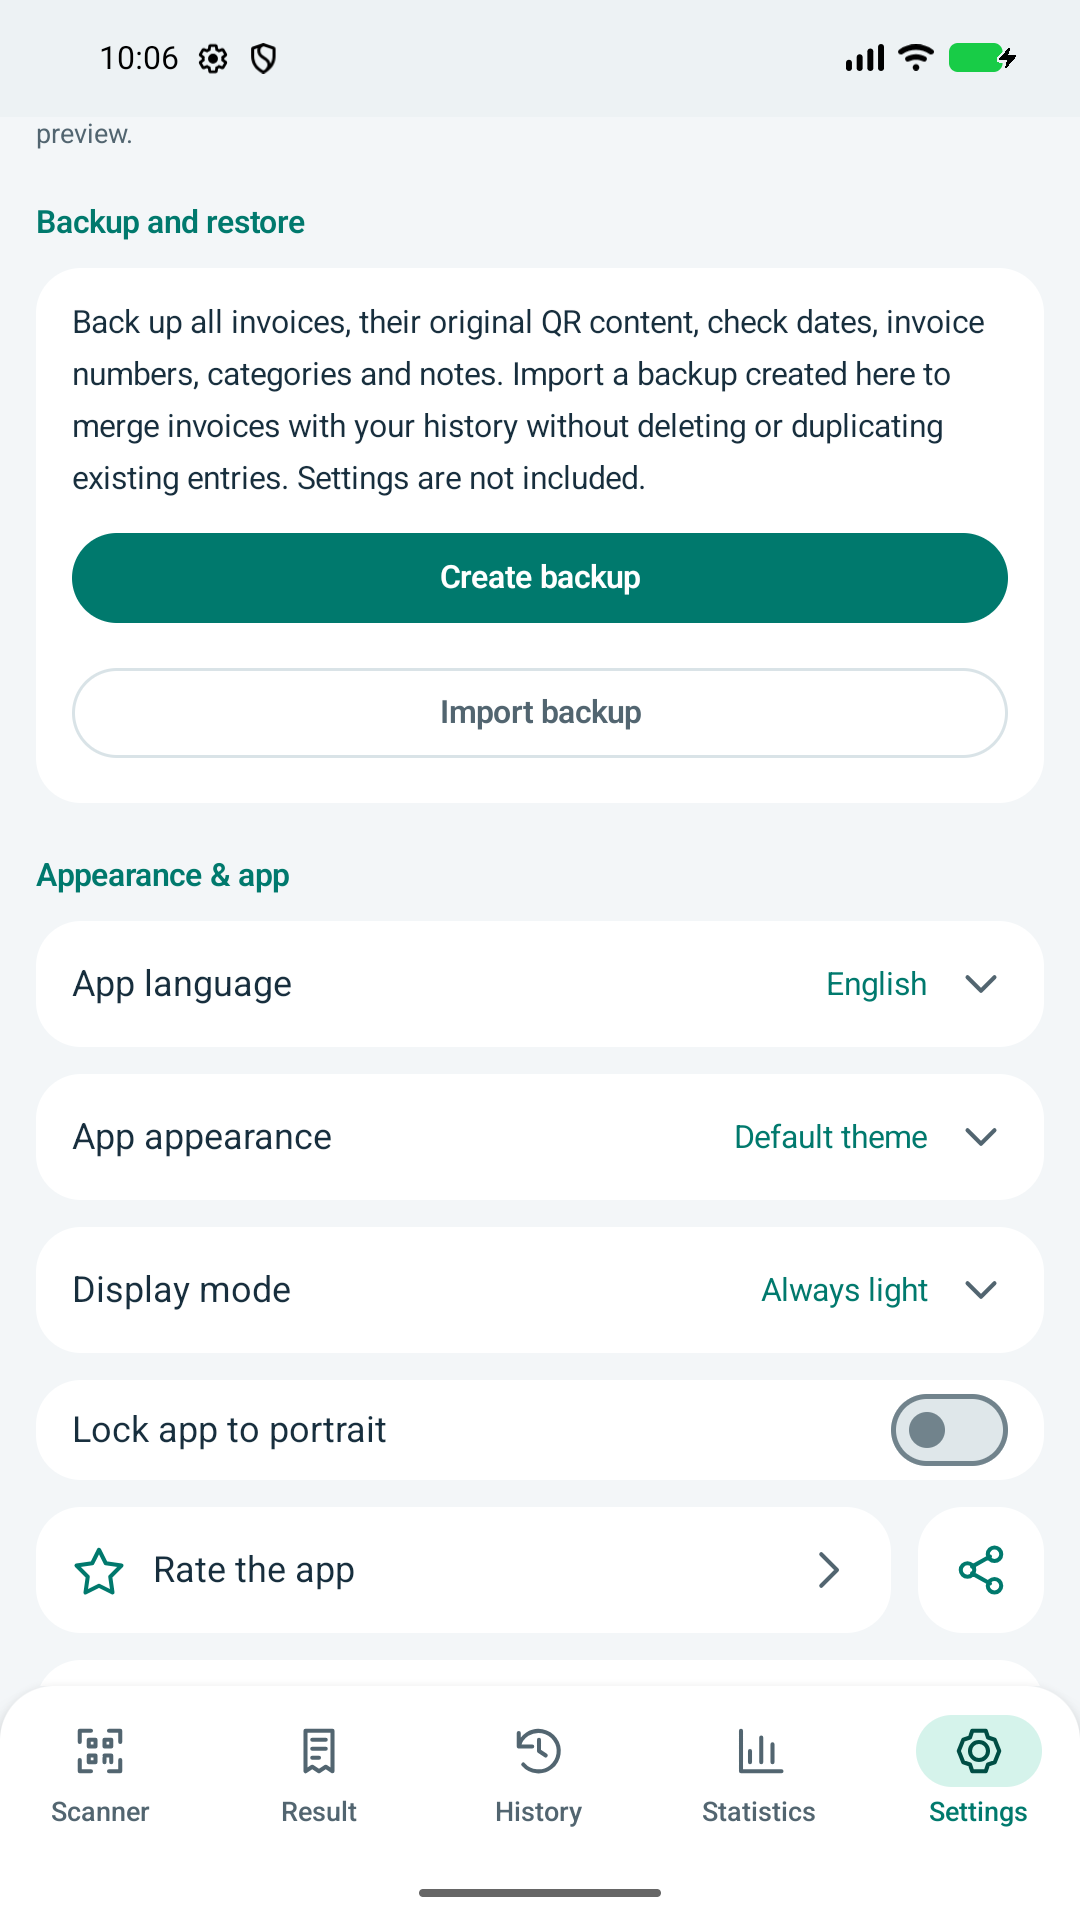 10:06
preview.
Backup and restore
Back up all invoices, their original QR content, check dates, invoice
numbers, categories and notes. Import a backup created here to
merge invoices with your history without deleting or duplicating
existing entries. Settings are not included.
Create backup
Import backup
Appearance & app
App language English
App appearance Default theme
Display mode Always light
Lock app to portrait
Rate the app
Scanner Result History Statistics Settings